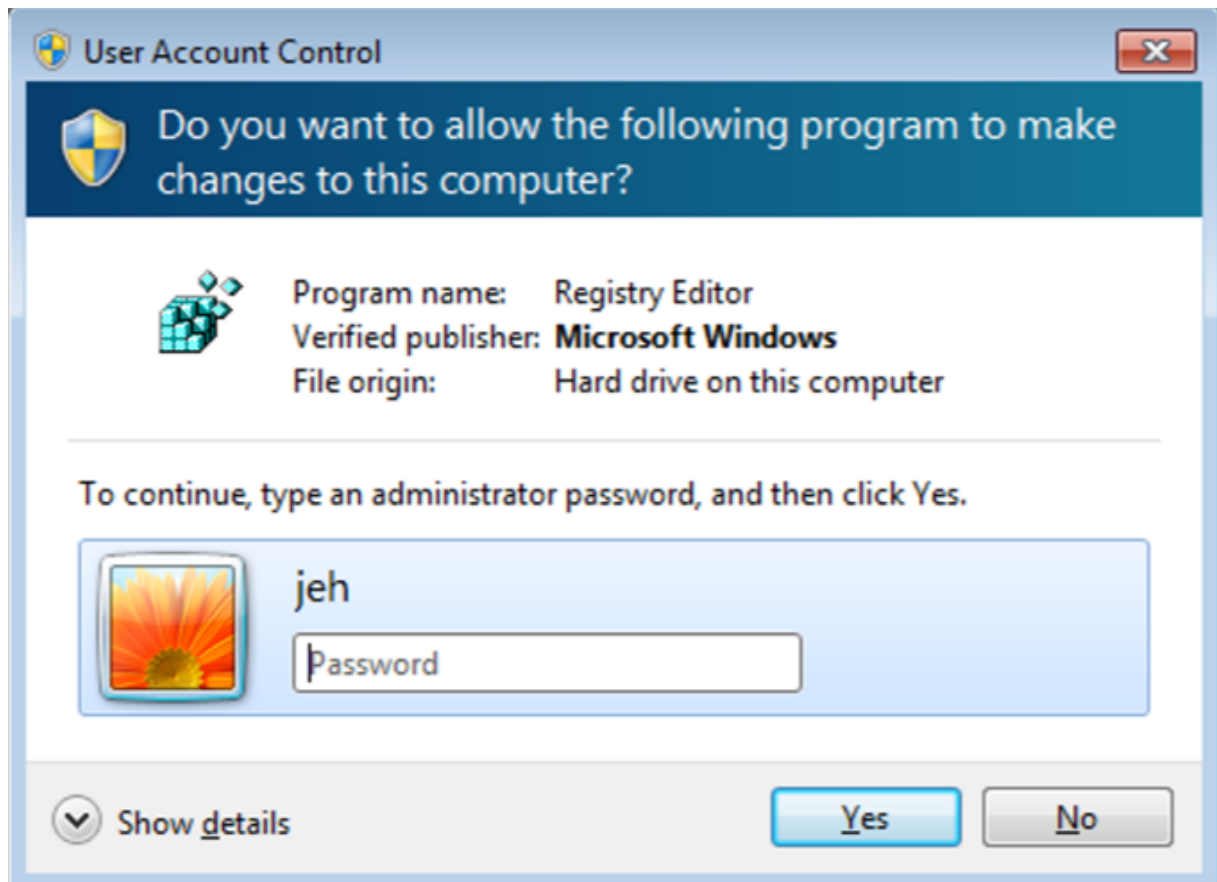 User Account Control
Do you want to allow the following program to make
changes to this computer?
Program name: Registry Editor
Verified publisher: Microsoft Windows
File origin: Hard drive on this computer
To continue, type an administrator password, and then click Yes.
jeh
Password
Show details Yes No